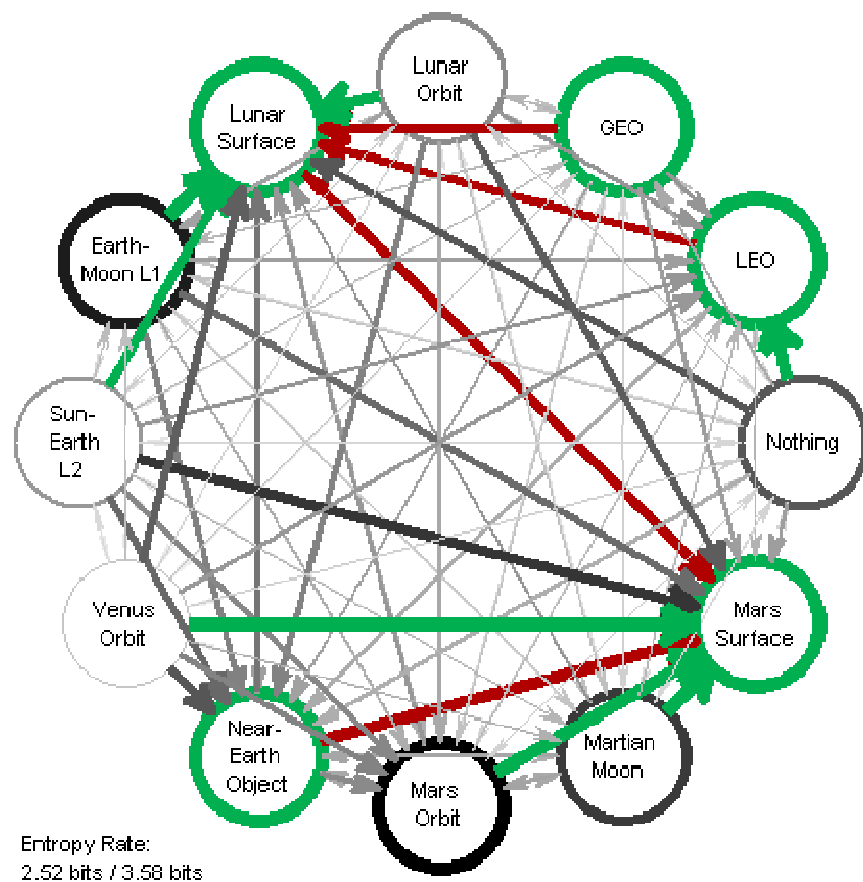 Lunar
Orbit
Lunar
Surface
GEO
Earth-
Moon L1
LEO
Sun-
Earth
L2
Nothing
Venus
Orbit
Mars
Surface
Near-
Earth
Object
Martian
Moon
Mars
Orbit
Entropy Rate:
2.52 bits / 3.58 bits